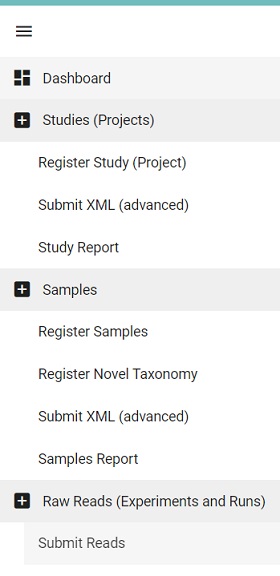 Dashboard
Studies (Projects)
Register Study (Project)
Submit XML (advanced)
Study Report
Samples
Register Samples
Register Novel Taxonomy
Submit XML (advanced)
Samples Report
Raw Reads (Experiments and Runs)
Submit Reads